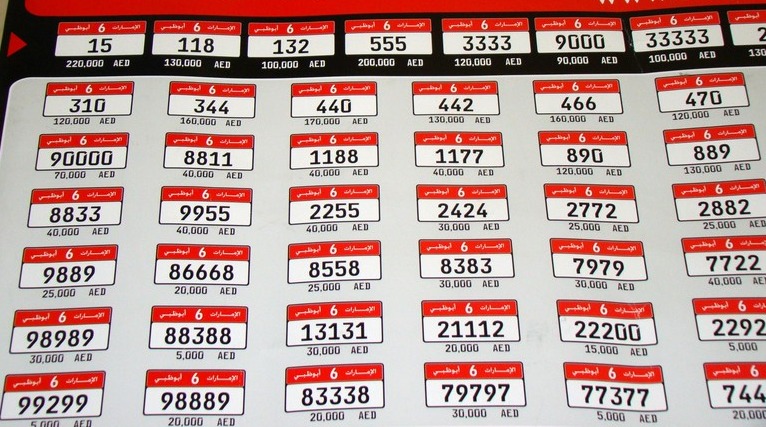 الإمارات 6 أبوظبي
15
220,000 AED
الإمارات 6 أبوظبي
118
130,000 AED
الإمارات 6 أبوظبي
132
100,000 AED
الإمارات 6 أبوظبي
555
200,000 AED
الإمارات 6 أبوظبي
3333
120,000 AED
الإمارات 6 أبوظبي
9000
90,000 AED
الإمارات 6 أبوظبي
33333
100,000 AED
الإمارات 6 أبوظبي
310
120,000 AED
الإمارات 6 أبوظبي
344
160,000 AED
الإمارات 6 أبوظبي
440
170,000 AED
الإمارات 6 أبوظبي
442
130,000 AED
الإمارات 6 أبوظبي
466
160,000 AED
الإمارات 6 أبوظبي
470
120,000 AED
الإمارات 6 أبوظبي
90000
70,000 AED
الإمارات 6 أبوظبي
8811
40,000 AED
الإمارات 6 أبوظبي
1188
40,000 AED
الإمارات 6 أبوظبي
1177
40,000 AED
الإمارات 6 أبوظبي
890
120,000 AED
الإمارات 6 أبوظبي
889
130,000 AED
الإمارات 6 أبوظبي
8833
40,000 AED
الإمارات 6 أبوظبي
9955
40,000 AED
الإمارات 6 أبوظبي
2255
40,000 AED
الإمارات 6 أبوظبي
2424
30,000 AED
الإمارات 6 أبوظبي
2772
25,000 AED
الإمارات 6 أبوظبي
2882
25,000 AED
الإمارات 6 أبوظبي
9889
25,000 AED
الإمارات 6 أبوظبي
86668
20,000 AED
الإمارات 6 أبوظبي
8558
25,000 AED
الإمارات 6 أبوظبي
8383
30,000 AED
الإمارات 6 أبوظبي
7979
30,000 AED
الإمارات 6 أبوظبي
7722
40,000 AED
الإمارات 6 أبوظبي
98989
30,000 AED
الإمارات 6 أبوظبي
88388
5,000 AED
الإمارات 6 أبوظبي
13131
30,000 AED
الإمارات 6 أبوظبي
21112
20,000 AED
الإمارات 6 أبوظبي
22200
15,000 AED
6 أبوظبي
2292
5,000
الإمارات 6 أبوظبي
99299
5,000 AED
الإمارات 6 أبوظبي
98889
20,000 AED
الإمارات 6 أبوظبي
83338
20,000 AED
الإمارات 6 أبوظبي
79797
30,000 AED
الإمارات 6 أبوظبي
77377
5,000 AED
6 أبوظبي
744
20,000